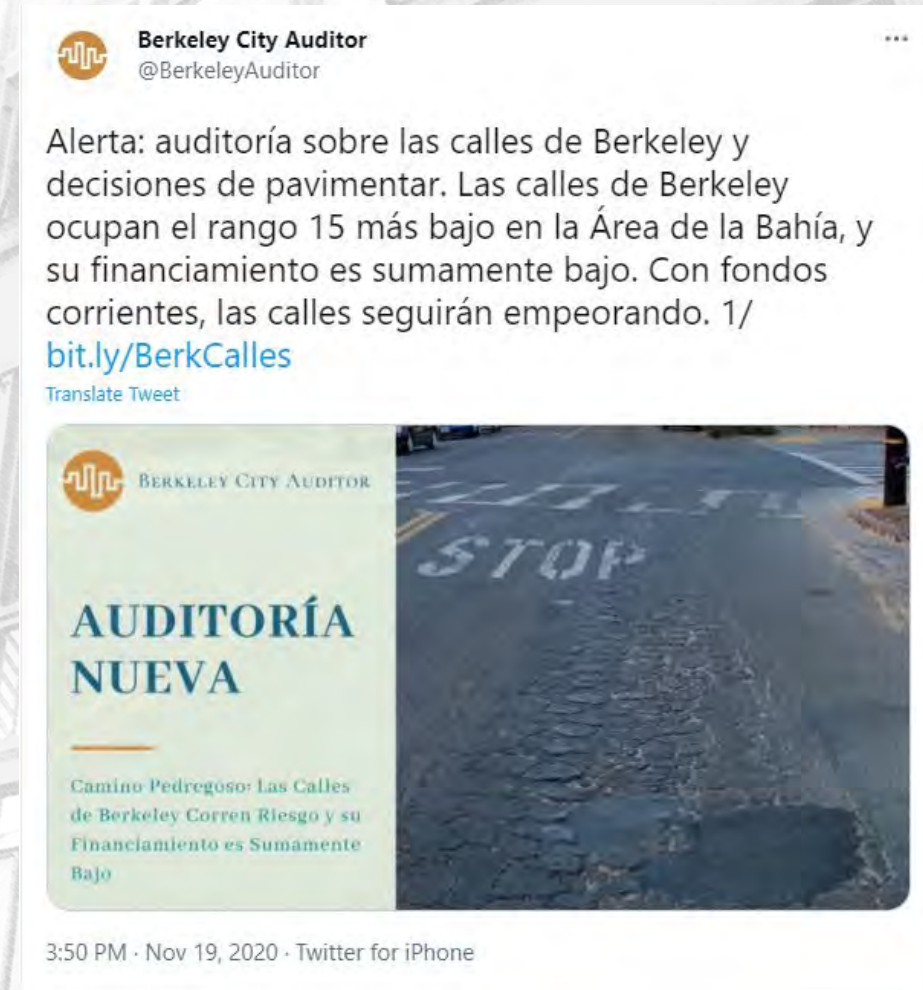 Berkeley City Auditor
@BerkeleyAuditor
Alerta: auditoría sobre las calles de Berkeley y
decisiones de pavimentar. Las calles de Berkeley
ocupan el rango 15 más bajo en la Área de la Bahía, y
su financiamiento es sumamente bajo. Con fondos
corrientes, las calles seguirán empeorando. 1/
bit.ly/BerkCalles
Translate Tweet
BERKELEY CITY AUDITOR
AUDITORÍA
NUEVA
Camino Pedregoso: Las Calles
de Berkeley Corren Riesgo y su
Financiamiento es Sumamente
Bajo
STOP
3:50 PM · Nov 19, 2020 · Twitter for iPhone